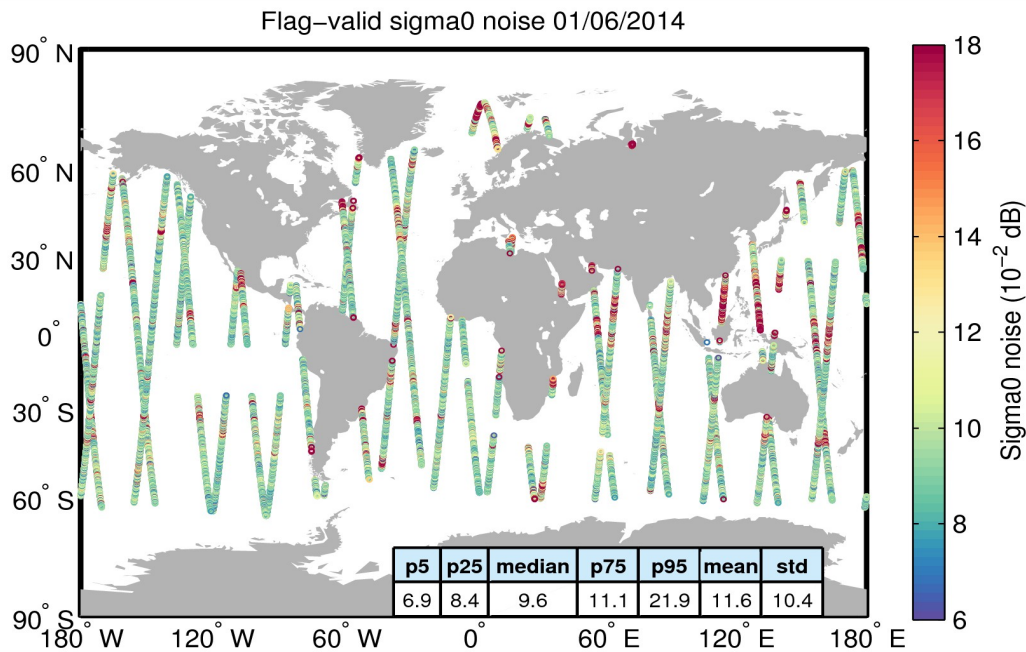 Flag−valid sigma0 noise 01/06/2014
90° N
60° N
30° N
0°
30° S
60° S
90° S
180° W 120° W 60° W 0° 60° E 120° E 180° E
p5 p25 median p75 p95 mean std
6.9 8.4 9.6 11.1 21.9 11.6 10.4
18
16
14
12
10
8
6
Sigma0 noise (10⁻² dB)